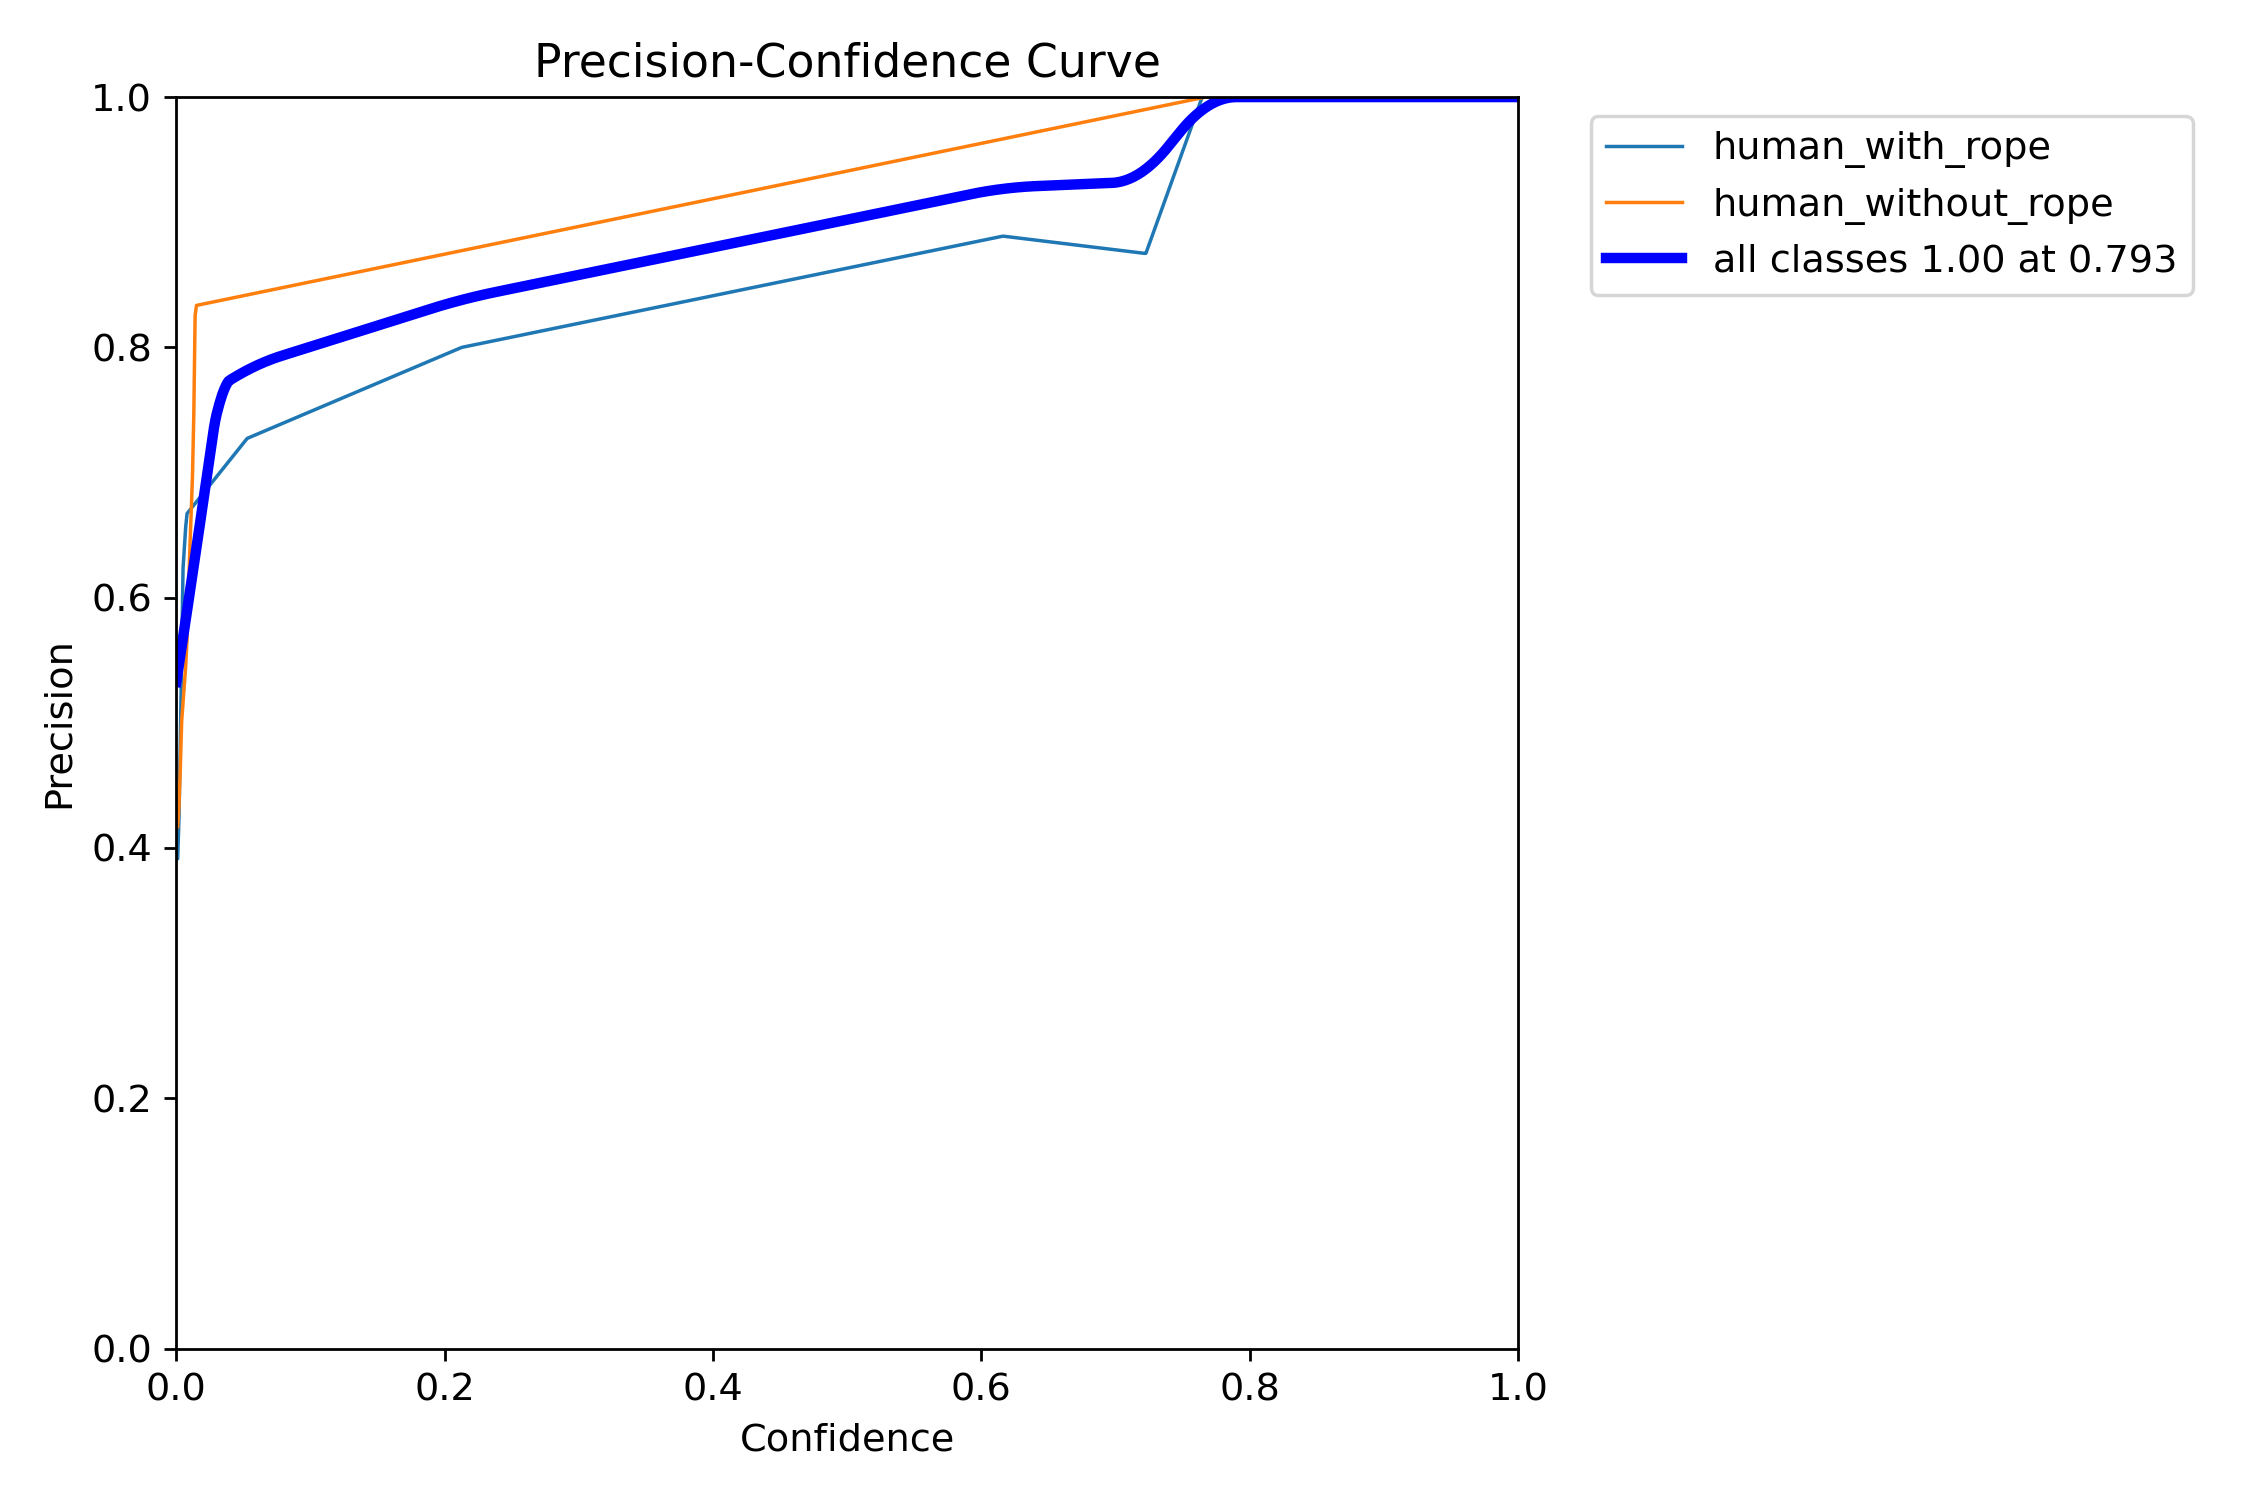 Precision-Confidence Curve
1.0
0.8
0.6
0.4
0.2
0.0
Precision
0.0 0.2 0.4 0.6 0.8 1.0
Confidence
human_with_rope
human_without_rope
all classes 1.00 at 0.793